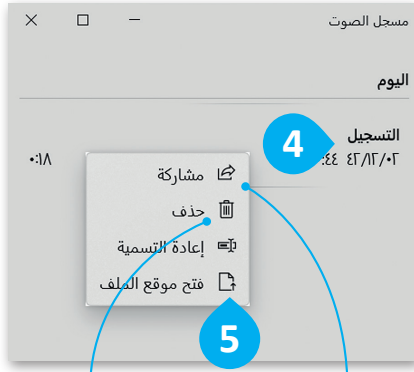 مسجل الصوت
اليوم
التسجيل
4
٤٢/١٢/٠٢
٠:١٨
مشاركة
حذف
إعادة التسمية
فتح موقع الملف
5